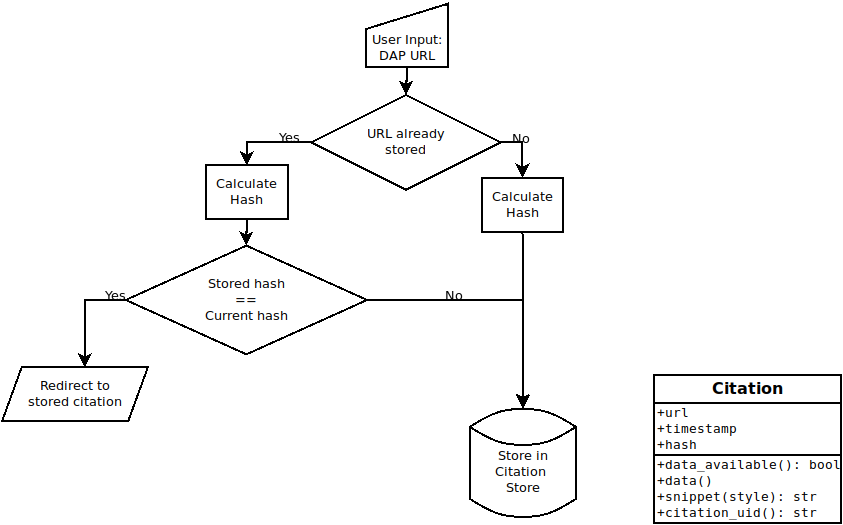 User Input:
DAP URL
URL already
stored
Yes
No
Calculate
Hash
Calculate
Hash
Stored hash
==
Current hash
Yes
No
Redirect to
stored citation
Store in
Citation
Store
Citation
+url
+timestamp
+hash
+data_available(): bool
+data()
+snippet(style): str
+citation_uid(): str